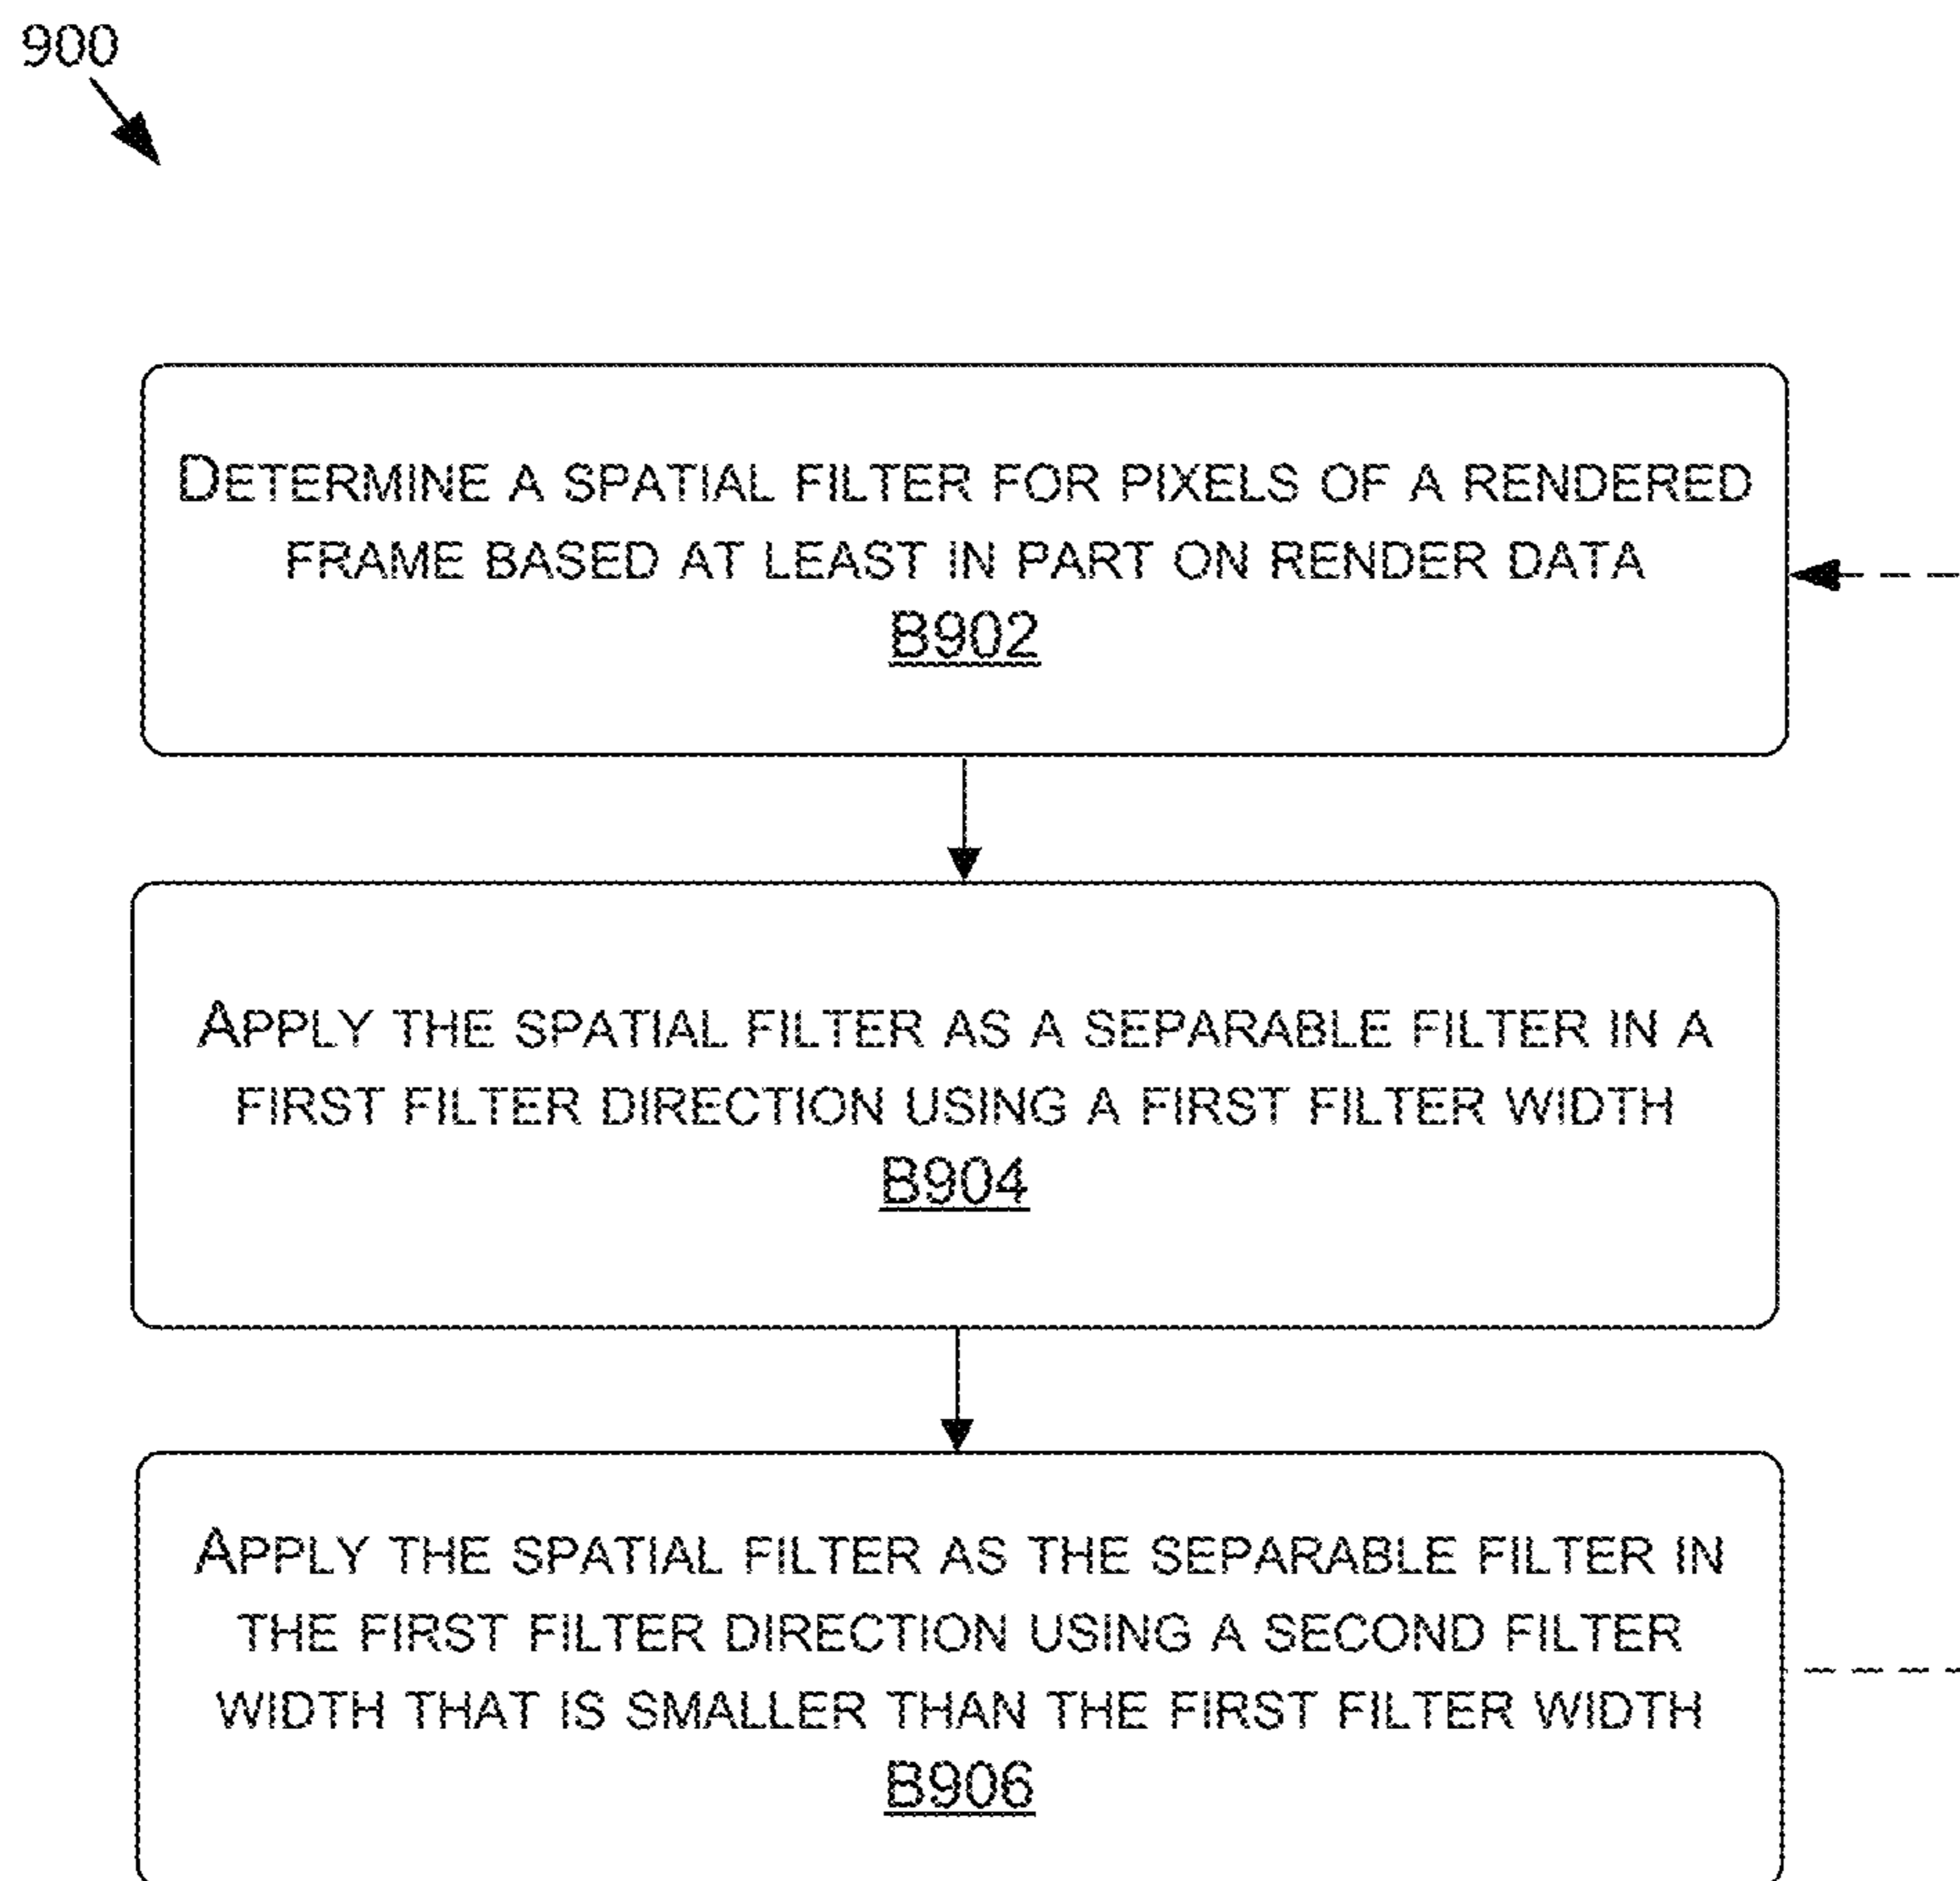 900
DETERMINE A SPATIAL FILTER FOR PIXELS OF A RENDERED
FRAME BASED AT LEAST IN PART ON RENDER DATA
B902
APPLY THE SPATIAL FILTER AS A SEPARABLE FILTER IN A
FIRST FILTER DIRECTION USING A FIRST FILTER WIDTH
B904
APPLY THE SPATIAL FILTER AS THE SEPARABLE FILTER IN
THE FIRST FILTER DIRECTION USING A SECOND FILTER
WIDTH THAT IS SMALLER THAN THE FIRST FILTER WIDTH
B906